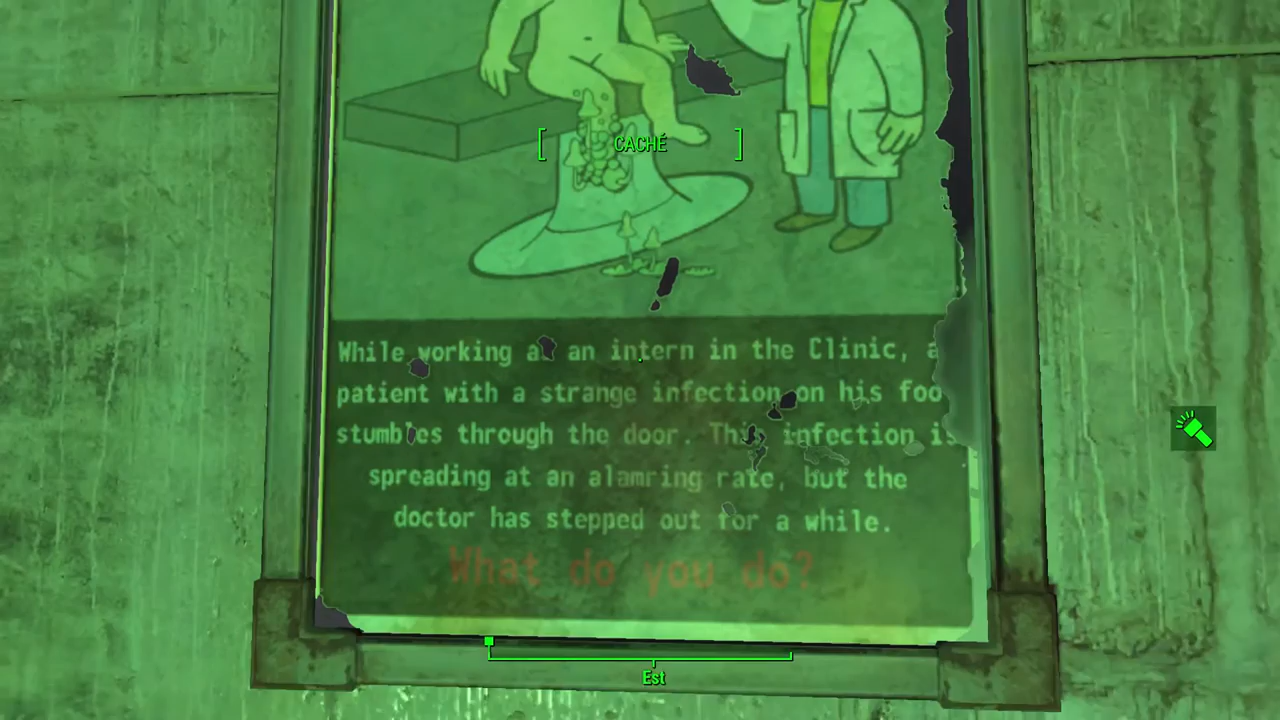 CACHÉ
While working as an intern in the Clinic, a
patient with a strange infection on his foo
stumbles through the door. This infection is
spreading at an alamring rate, but the
doctor has stepped out for a while.
What do you do?
Est